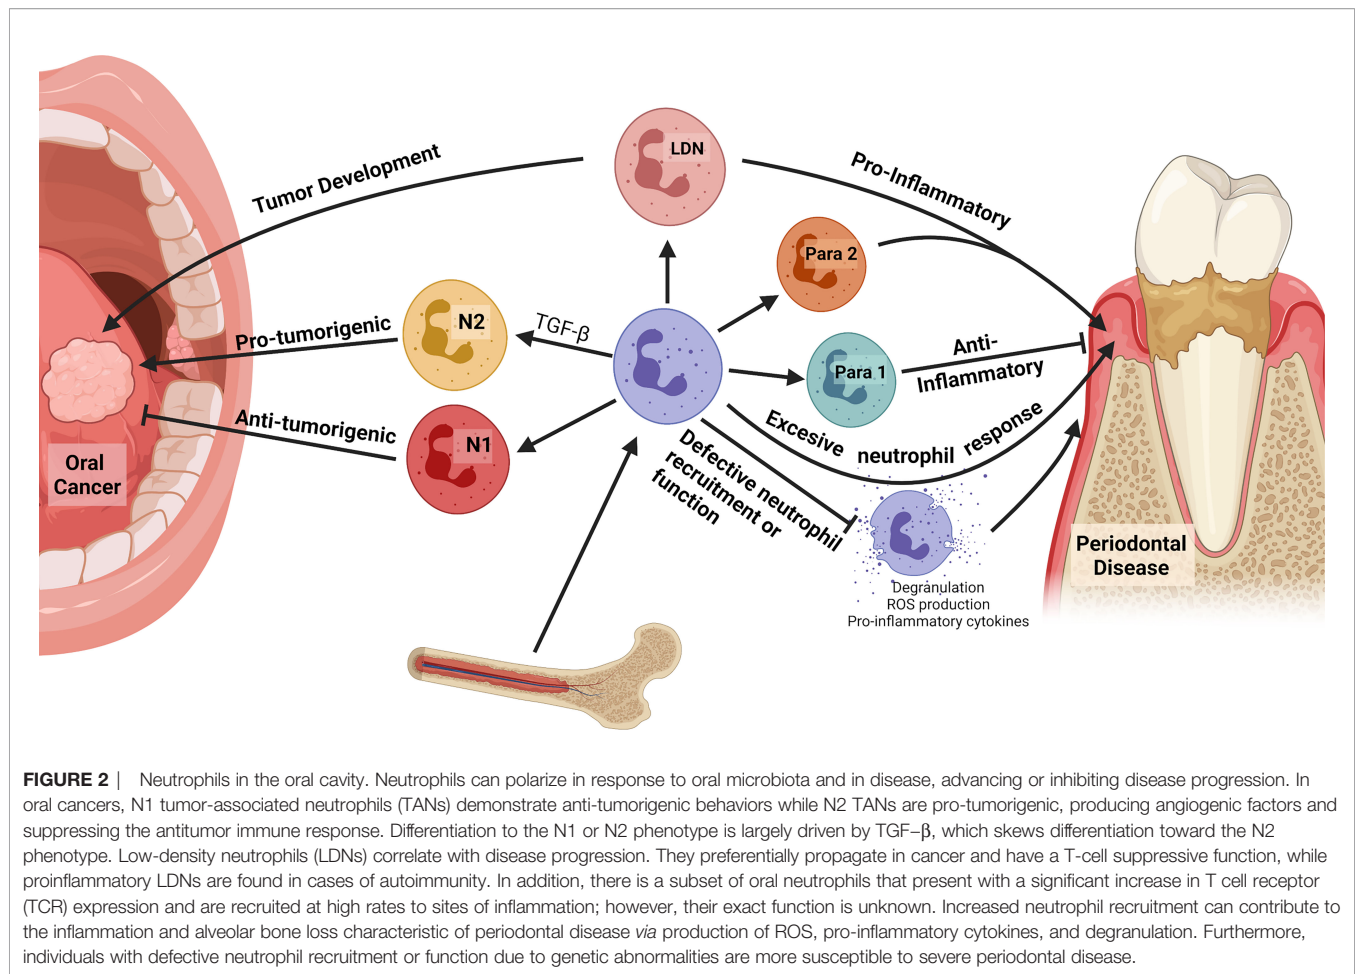 LDN
Tumor Development
Pro-Inflammatory
Para 2
N2
TGF-β
Pro-tumorigenic
Para 1
Anti-
Inflammatory
Anti-tumorigenic
N1
Excesive neutrophil response
Defective neutrophil
recruitment or
function
Oral
Cancer
Periodontal
Disease
Degranulation
ROS production
Pro-inflammatory cytokines
FIGURE 2 | Neutrophils in the oral cavity. Neutrophils can polarize in response to oral microbiota and in disease, advancing or inhibiting disease progression. In
oral cancers, N1 tumor-associated neutrophils (TANs) demonstrate anti-tumorigenic behaviors while N2 TANs are pro-tumorigenic, producing angiogenic factors and
suppressing the antitumor immune response. Differentiation to the N1 or N2 phenotype is largely driven by TGF–β, which skews differentiation toward the N2
phenotype. Low-density neutrophils (LDNs) correlate with disease progression. They preferentially propagate in cancer and have a T-cell suppressive function, while
proinflammatory LDNs are found in cases of autoimmunity. In addition, there is a subset of oral neutrophils that present with a significant increase in T cell receptor
(TCR) expression and are recruited at high rates to sites of inflammation; however, their exact function is unknown. Increased neutrophil recruitment can contribute to
the inflammation and alveolar bone loss characteristic of periodontal disease via production of ROS, pro-inflammatory cytokines, and degranulation. Furthermore,
individuals with defective neutrophil recruitment or function due to genetic abnormalities are more susceptible to severe periodontal disease.